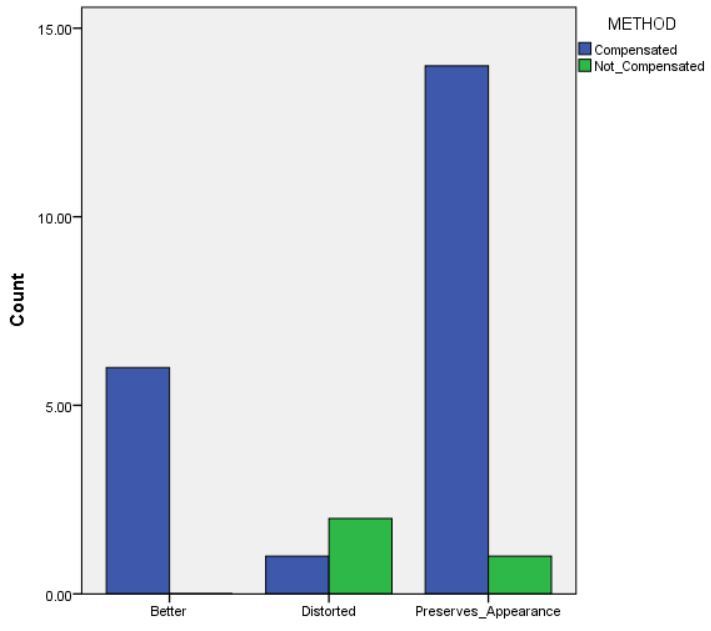 METHOD
Compensated
Not_Compensated
15.00
10.00
5.00
0.00
Count
Better
Distorted
Preserves_Appearance